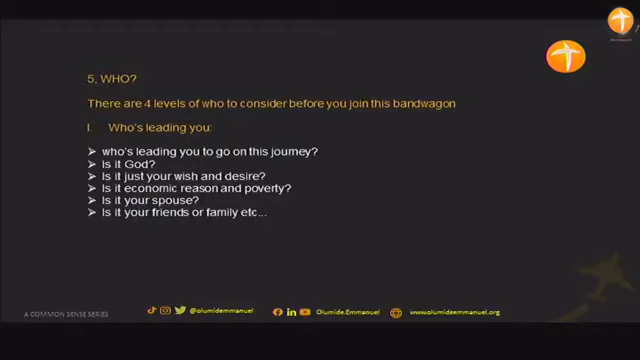 5, WHO?
There are 4 levels of who to consider before you join this bandwagon
I. Who's leading you:
➤ who's leading you to go on this journey?
➤ Is it God?
➤ Is it just your wish and desire?
➤ Is it economic reason and poverty?
➤ Is it your spouse?
➤ Is it your friends or family etc...
A COMMON SENSE SERIES
@olumideemmanuel
Olumide.Emmanuel
www.olumideemmanuel.org